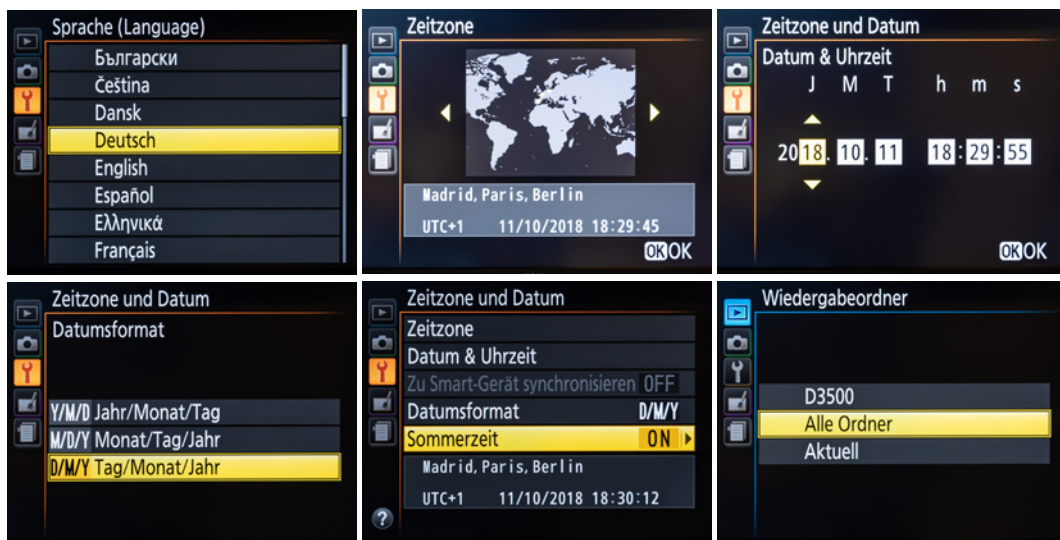 Sprache (Language)
Български
Čeština
Dansk
Deutsch
English
Español
Ελληνικά
Français
Zeitzone
Madrid, Paris, Berlin
UTC+1 11/10/2018 18:29:45
OK OK
Zeitzone und Datum
Datum & Uhrzeit
J M T h m s
2018. 10. 11 18:29:55
OK OK
Zeitzone und Datum
Datumsformat
Y/M/D Jahr/Monat/Tag
M/D/Y Monat/Tag/Jahr
D/M/Y Tag/Monat/Jahr
Zeitzone und Datum
Zeitzone
Datum & Uhrzeit
Zu Smart-Gerät synchronisieren OFF
Datumsformat D/M/Y
Sommerzeit ON
Madrid, Paris, Berlin
UTC+1 11/10/2018 18:30:12
?
Wiedergabeordner
D3500
Alle Ordner
Aktuell